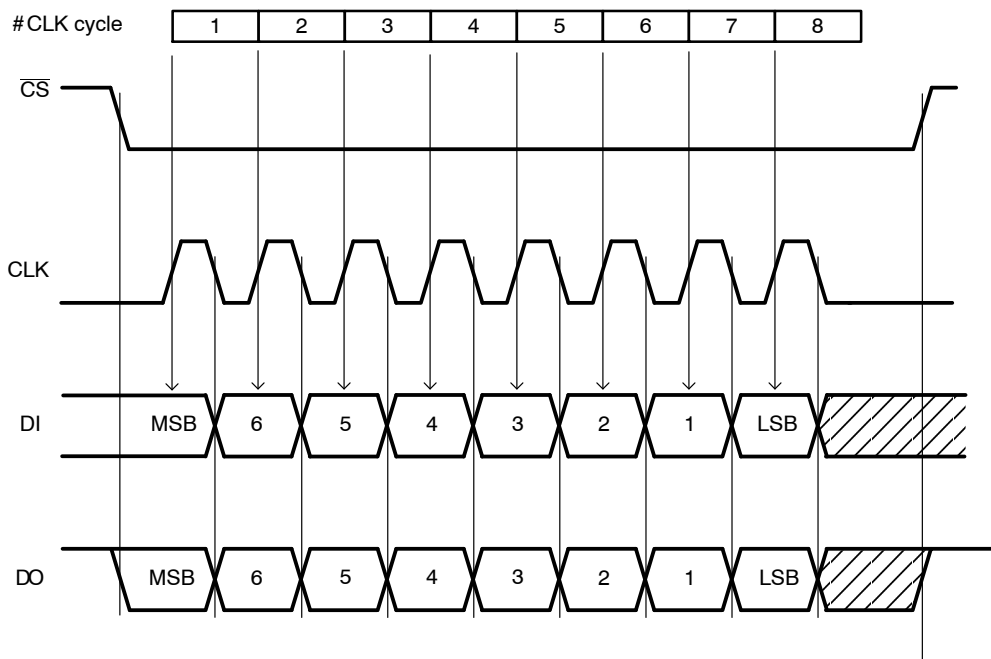 # CLK cycle 1 2 3 4 5 6 7 8
CS
CLK
DI MSB 6 5 4 3 2 1 LSB
DO MSB 6 5 4 3 2 1 LSB